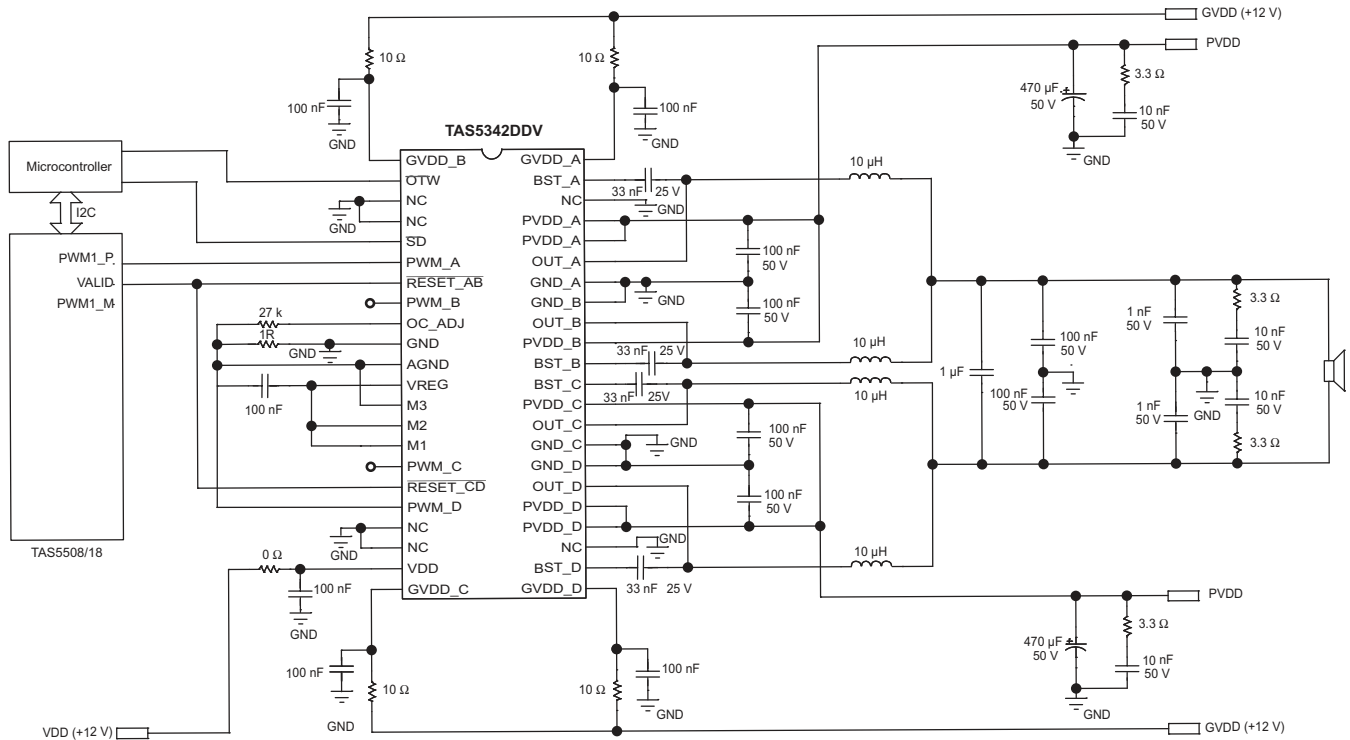 GVDD (+12 V)
PVDD
10 Ω
10 Ω
3.3 Ω
470 µF
50 V
10 nF
50 V
100 nF
GND
100 nF
GND
GND
TAS5342DDV
Microcontroller
I2C
PWM1_P
VALID
PWM1_M
TAS5508/18
GVDD_B
OTW
NC
NC
SD
PWM_A
RESET_AB
PWM_B
OC_ADJ
GND
AGND
VREG
M3
M2
M1
PWM_C
RESET_CD
PWM_D
NC
NC
VDD
GVDD_C
GVDD_A
BST_A
NC
PVDD_A
PVDD_A
OUT_A
GND_A
GND_B
OUT_B
PVDD_B
BST_B
BST_C
PVDD_C
OUT_C
GND_C
GND_D
OUT_D
PVDD_D
PVDD_D
NC
BST_D
GVDD_D
GND
27 k
1R
GND
100 nF
GND
0 Ω
100 nF
GND
33 nF 25 V
GND
100 nF
50 V
GND
100 nF
50 V
33 nF 25 V
33 nF 25V
GND
100 nF
50 V
100 nF
50 V
GND
33 nF 25 V
10 µH
10 µH
10 µH
10 µH
1 µF
100 nF
50 V
100 nF
50 V
1 nF
50 V
1 nF
50 V
GND
3.3 Ω
10 nF
50 V
10 nF
50 V
3.3 Ω
PVDD
3.3 Ω
470 µF
50 V
10 nF
50 V
GND
100 nF
10 Ω
GND
10 Ω
100 nF
GND
VDD (+12 V)
GVDD (+12 V)